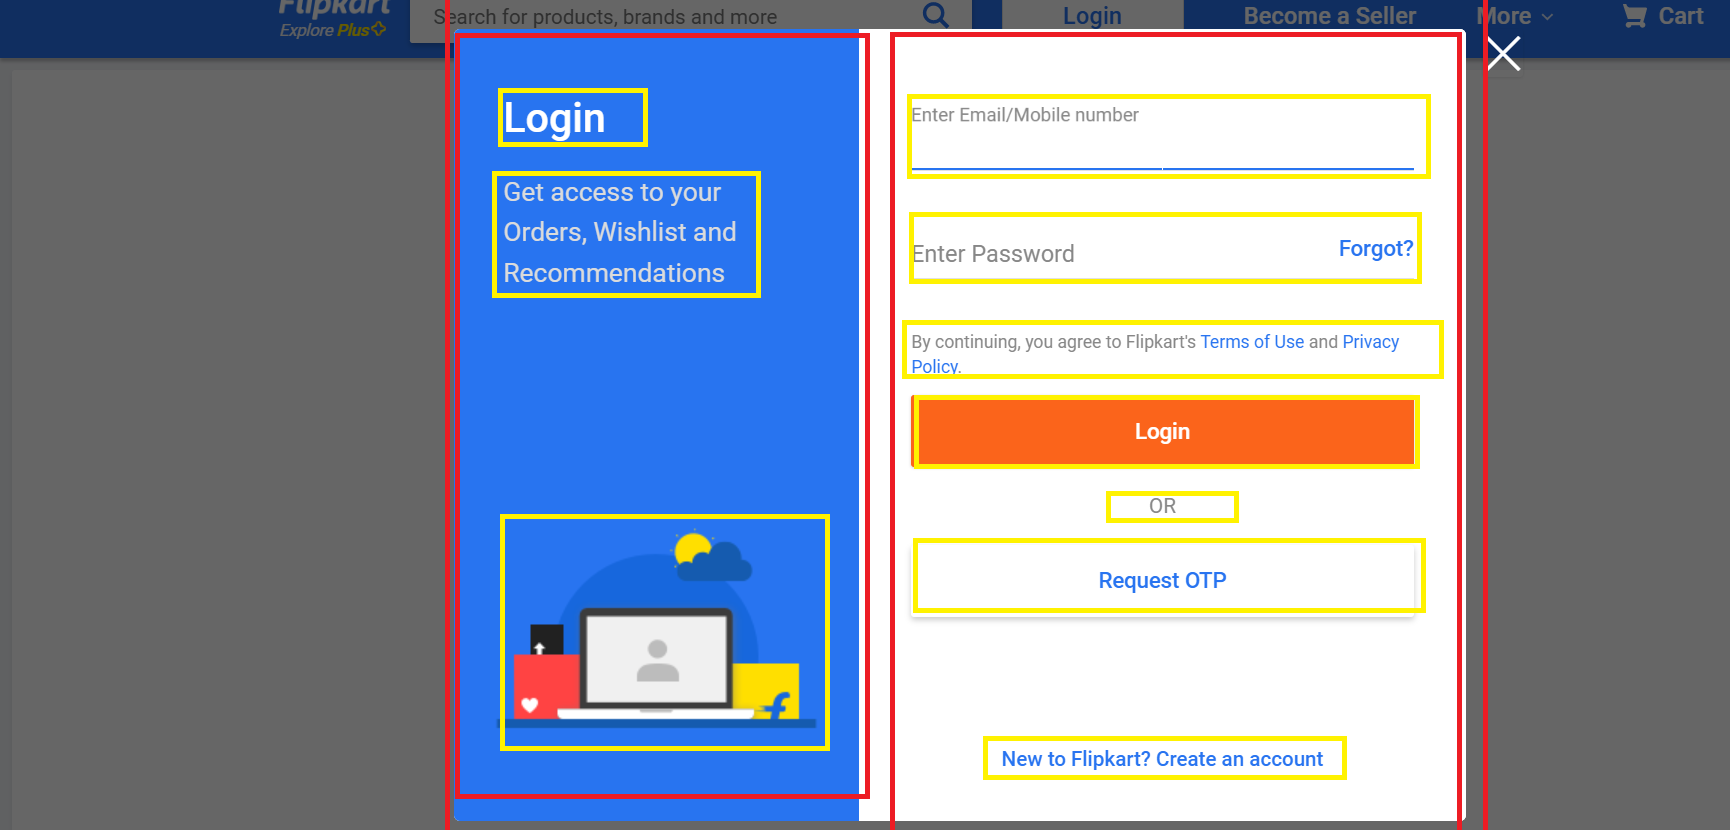 Flipkart
Explore Plus
Search for products, brands and more
Login
Become a Seller
More
Cart
Login
Get access to your
Orders, Wishlist and
Recommendations
Enter Email/Mobile number
Enter Password
Forgot?
By continuing, you agree to Flipkart's Terms of Use and Privacy
Policy.
Login
OR
Request OTP
New to Flipkart? Create an account